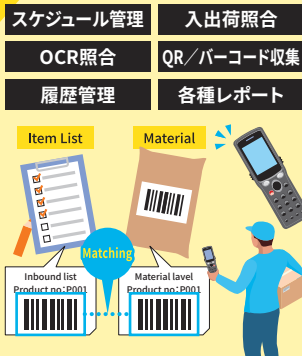 スケジュール管理
入出荷照合
OCR照合
QR／バーコード収集
履歴管理
各種レポート
Item List
Material
Matching
Inbound list
Product no:P001
Material lavel
Product no:P001